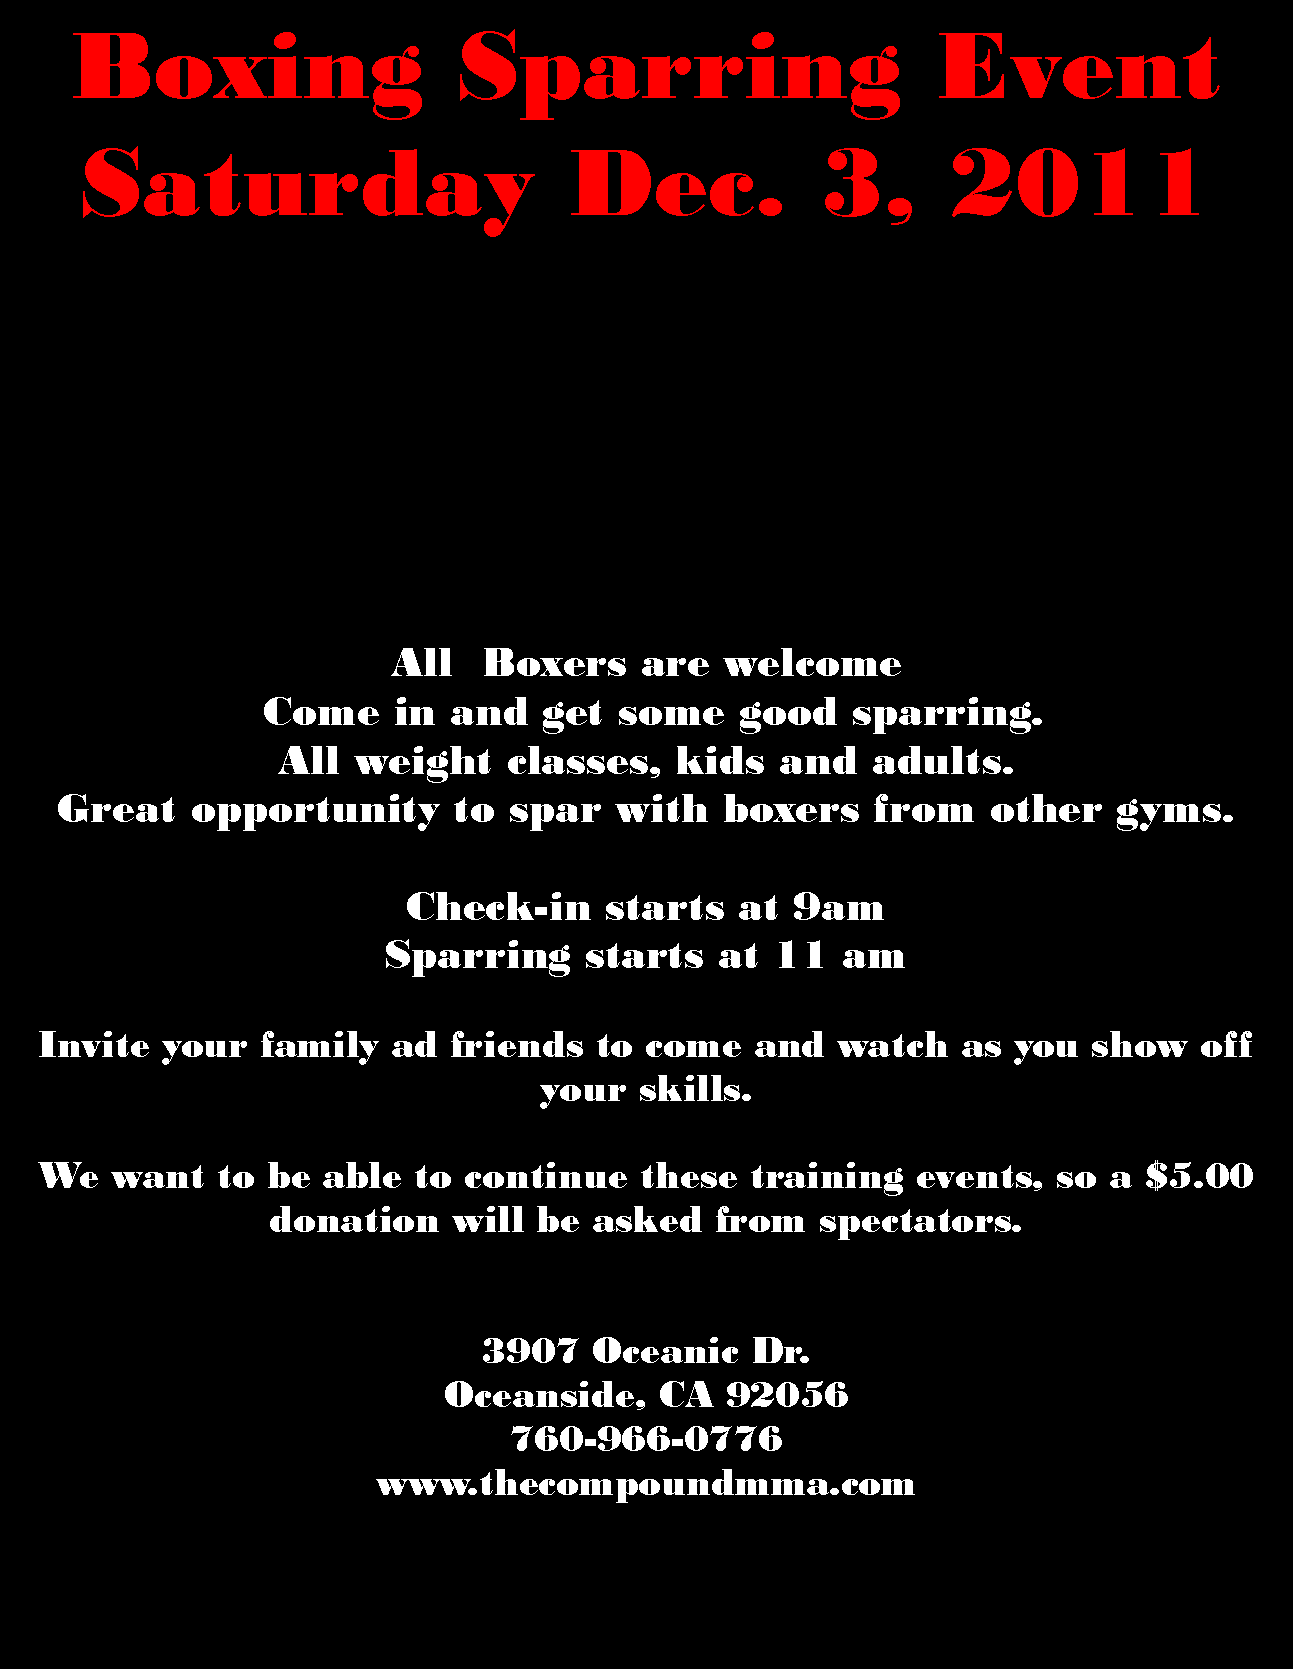 Boxing Sparring Event
Saturday Dec. 3, 2011
All Boxers are welcome
Come in and get some good sparring.
All weight classes, kids and adults.
Great opportunity to spar with boxers from other gyms.
Check-in starts at 9am
Sparring starts at 11 am
Invite your family ad friends to come and watch as you show off
your skills.
We want to be able to continue these training events, so a $5.00
donation will be asked from spectators.
3907 Oceanic Dr.
Oceanside, CA 92056
760-966-0776
www.thecompoundmma.com